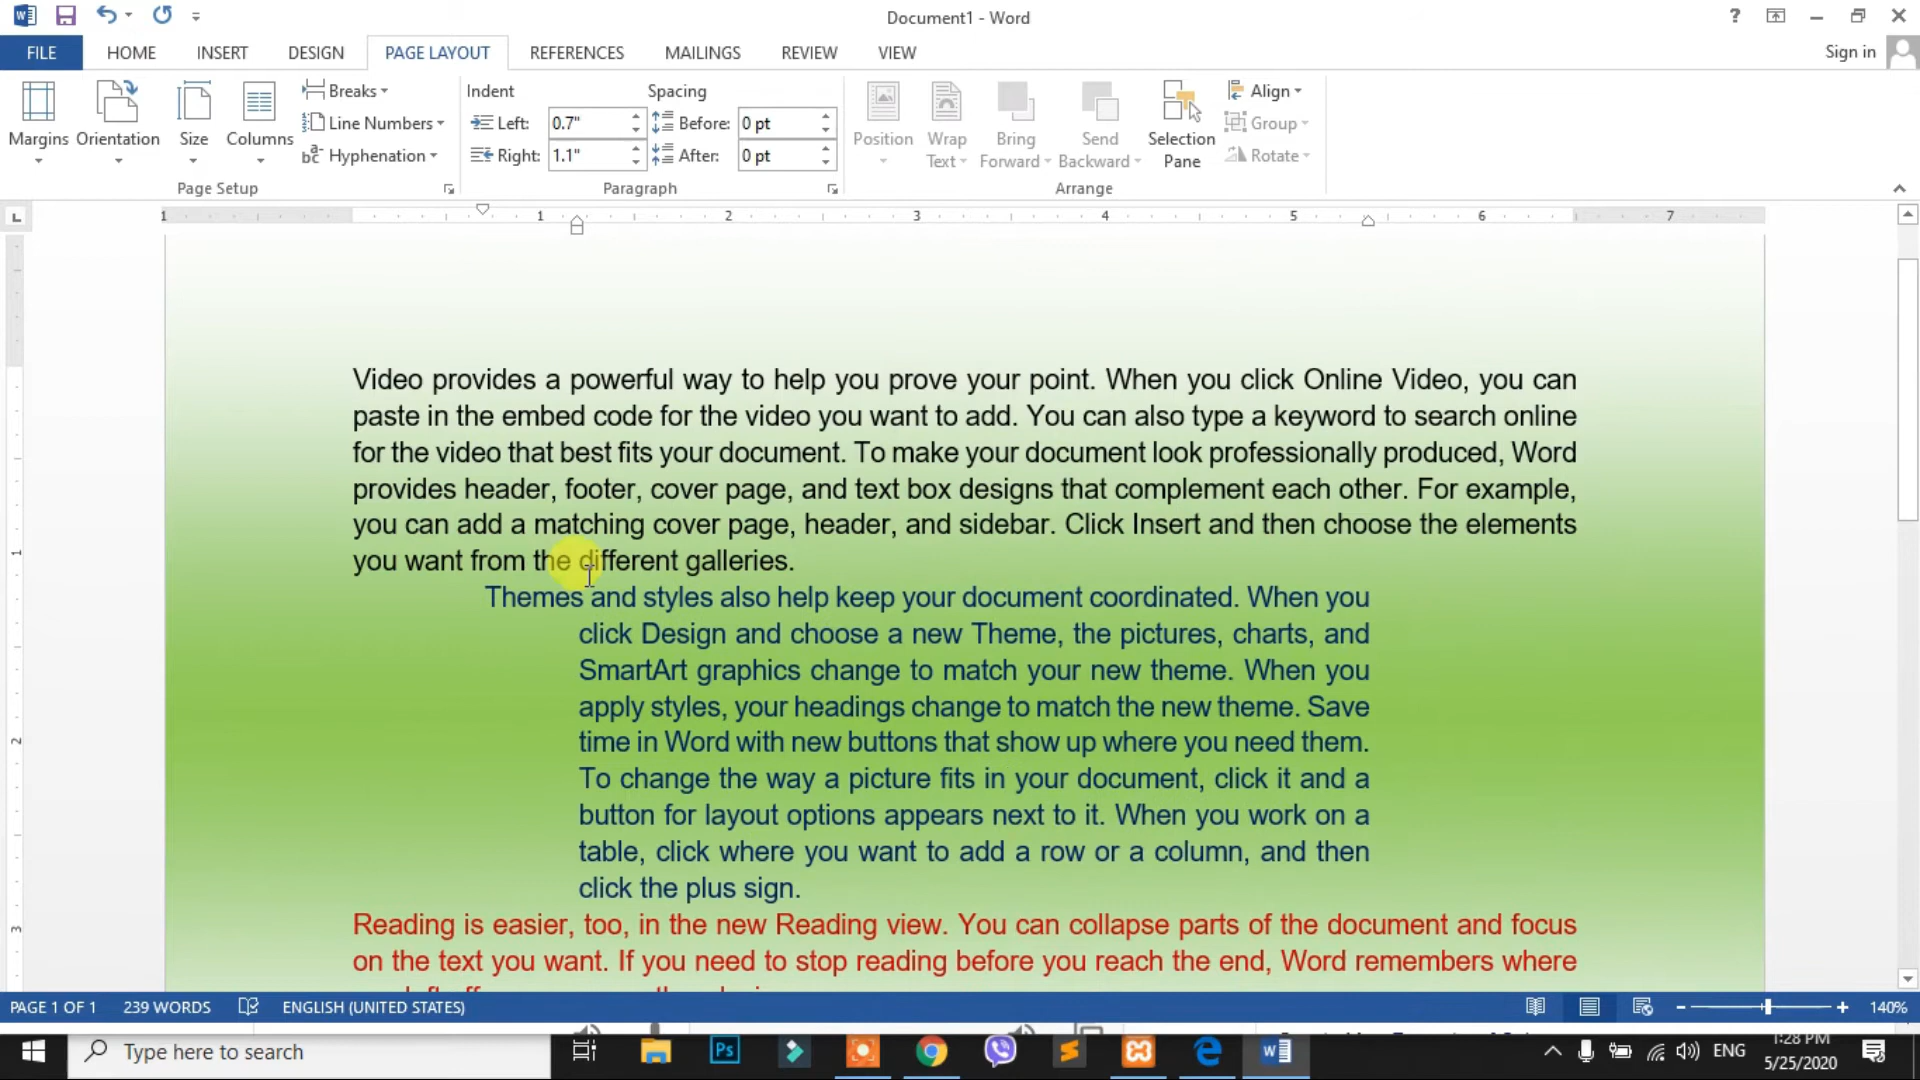 Document1 - Word
FILE HOME INSERT DESIGN PAGE LAYOUT REFERENCES MAILINGS REVIEW VIEW Sign in
Margins Orientation Size Columns Breaks Line Numbers Hyphenation
Page Setup
Indent Spacing
Left: 0.7" Before: 0 pt
Right: 1.1" After: 0 pt
Paragraph
Position Wrap Text Bring Forward Send Backward Selection Pane Align Group Rotate
Arrange
1 1 2 3 4 5 6 7
Video provides a powerful way to help you prove your point. When you click Online Video, you can
paste in the embed code for the video you want to add. You can also type a keyword to search online
for the video that best fits your document. To make your document look professionally produced, Word
provides header, footer, cover page, and text box designs that complement each other. For example,
you can add a matching cover page, header, and sidebar. Click Insert and then choose the elements
you want from the different galleries.
Themes and styles also help keep your document coordinated. When you
click Design and choose a new Theme, the pictures, charts, and
SmartArt graphics change to match your new theme. When you
apply styles, your headings change to match the new theme. Save
time in Word with new buttons that show up where you need them.
To change the way a picture fits in your document, click it and a
button for layout options appears next to it. When you work on a
table, click where you want to add a row or a column, and then
click the plus sign.
Reading is easier, too, in the new Reading view. You can collapse parts of the document and focus
on the text you want. If you need to stop reading before you reach the end, Word remembers where
1
2
3
PAGE 1 OF 1 239 WORDS ENGLISH (UNITED STATES) 140%
Type here to search
Ps
ENG
1:28 PM
5/25/2020